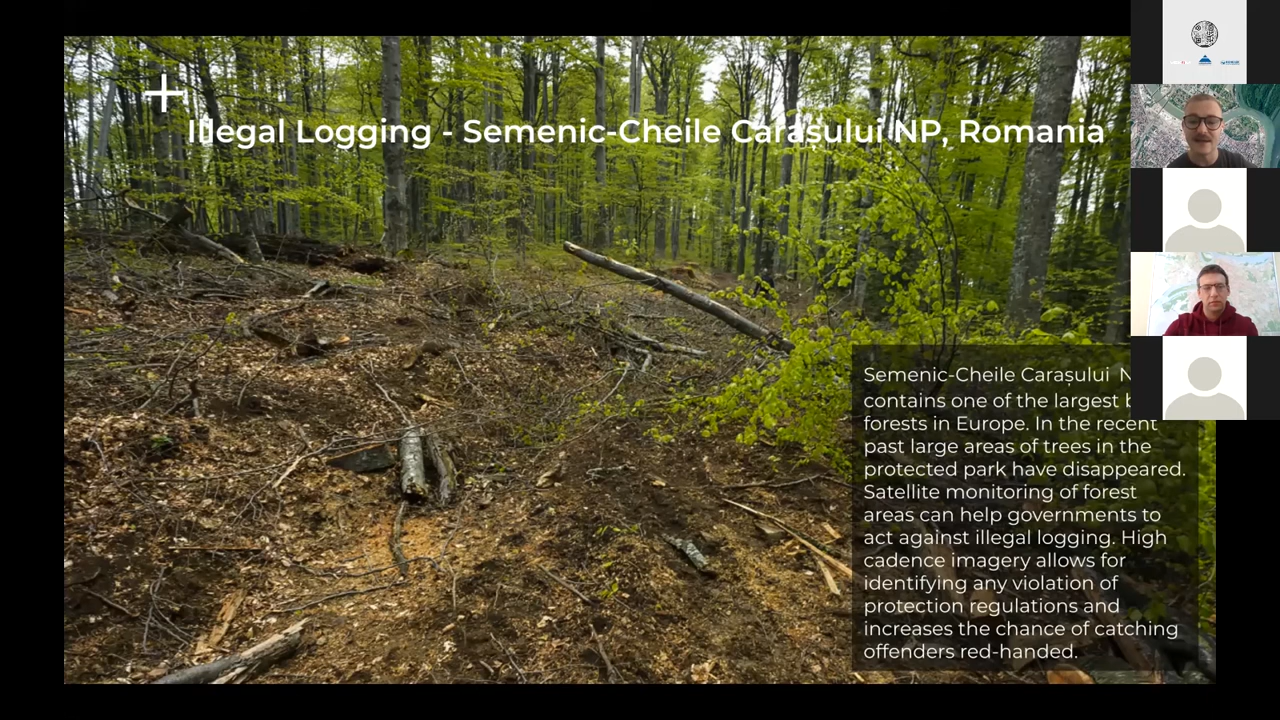 Illegal Logging - Semenic-Cheile Carașului NP, Romania
Semenic-Cheile Carașului
contains one of the largest
forests in Europe. In the recent
past large areas of trees in the
protected park have disappeared.
Satellite monitoring of forest
areas can help governments to
act against illegal logging. High
cadence imagery allows for
identifying any violation of
protection regulations and
increases the chance of catching
offenders red-handed.